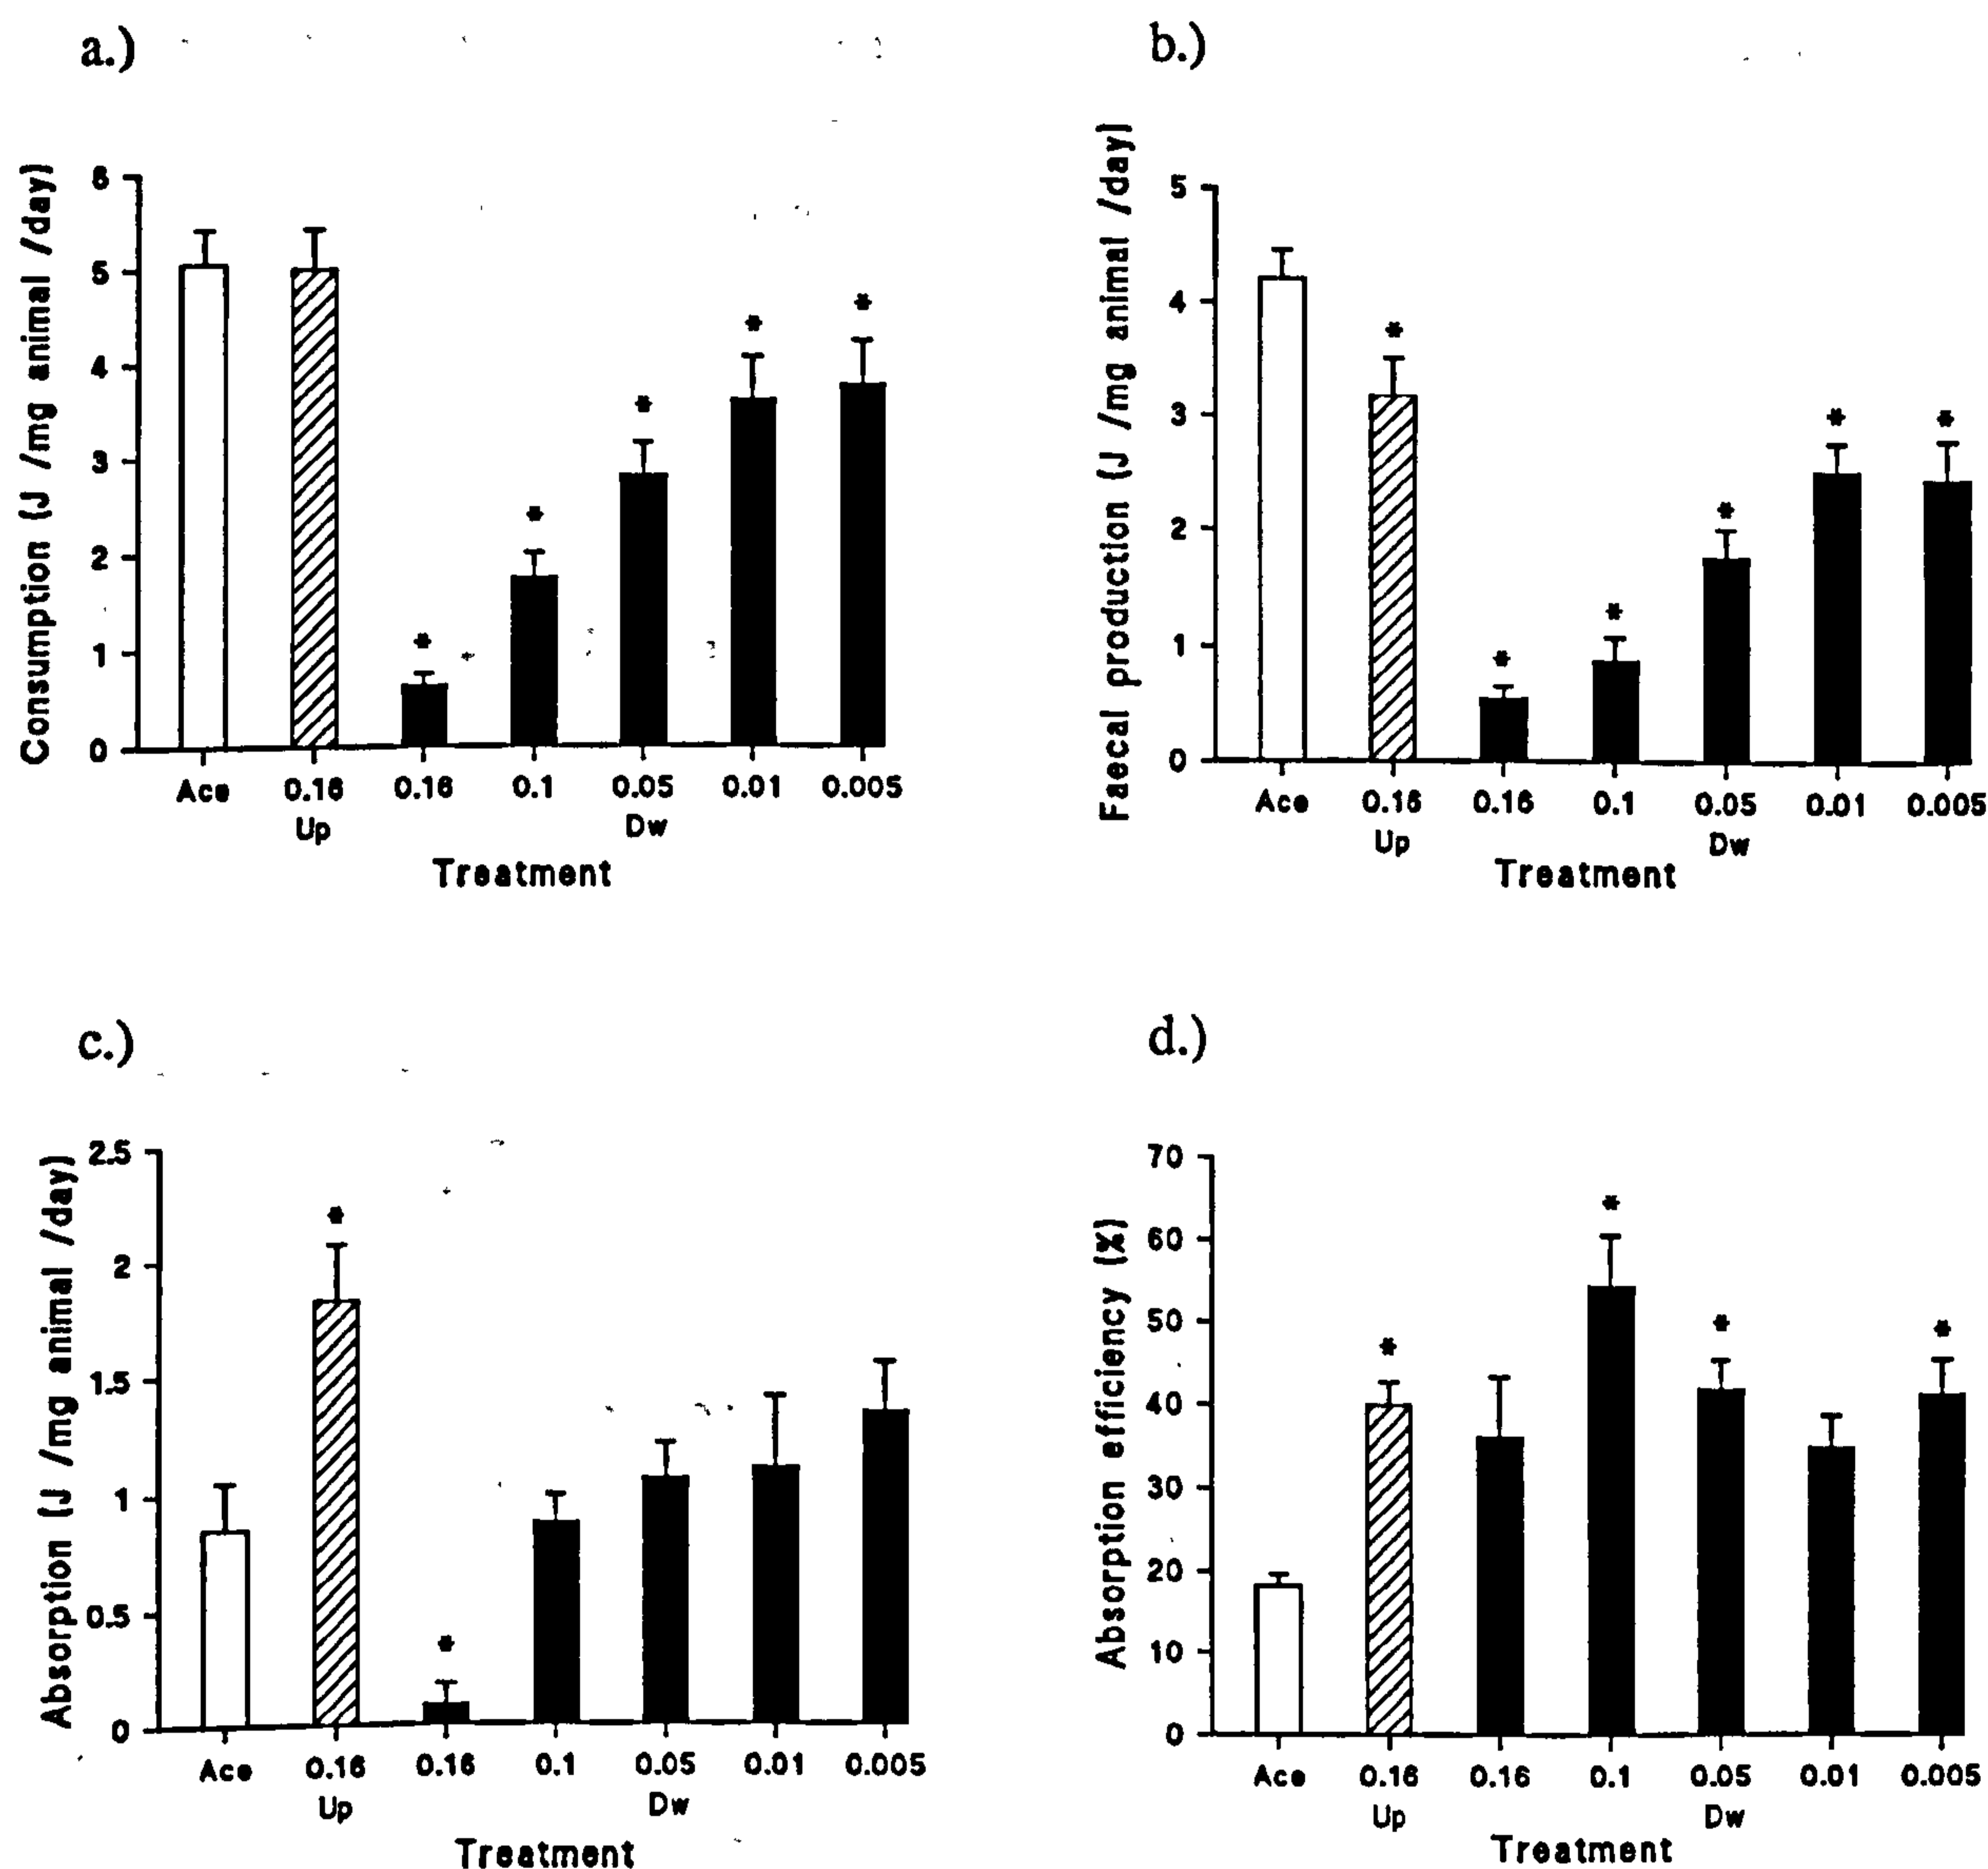 a.)
Consumption (J /mg animal /day)
6
5
4
3
2
1
0
* * * * *
Ace 0.16 0.16 0.1 0.05 0.01 0.005
Up Dw
Treatment
b.)
Faecal production (J /mg animal /day)
5
4
3
2
1
0
* * * * * *
Ace 0.16 0.16 0.1 0.05 0.01 0.005
Up Dw
Treatment
c.)
Absorption (J /mg animal /day)
2.5
2
1.5
1
0.5
0
* *
Ace 0.16 0.16 0.1 0.05 0.01 0.005
Up Dw
Treatment
d.)
Absorption efficiency (%)
70
60
50
40
30
20
10
0
* * * *
Ace 0.16 0.16 0.1 0.05 0.01 0.005
Up Dw
Treatment